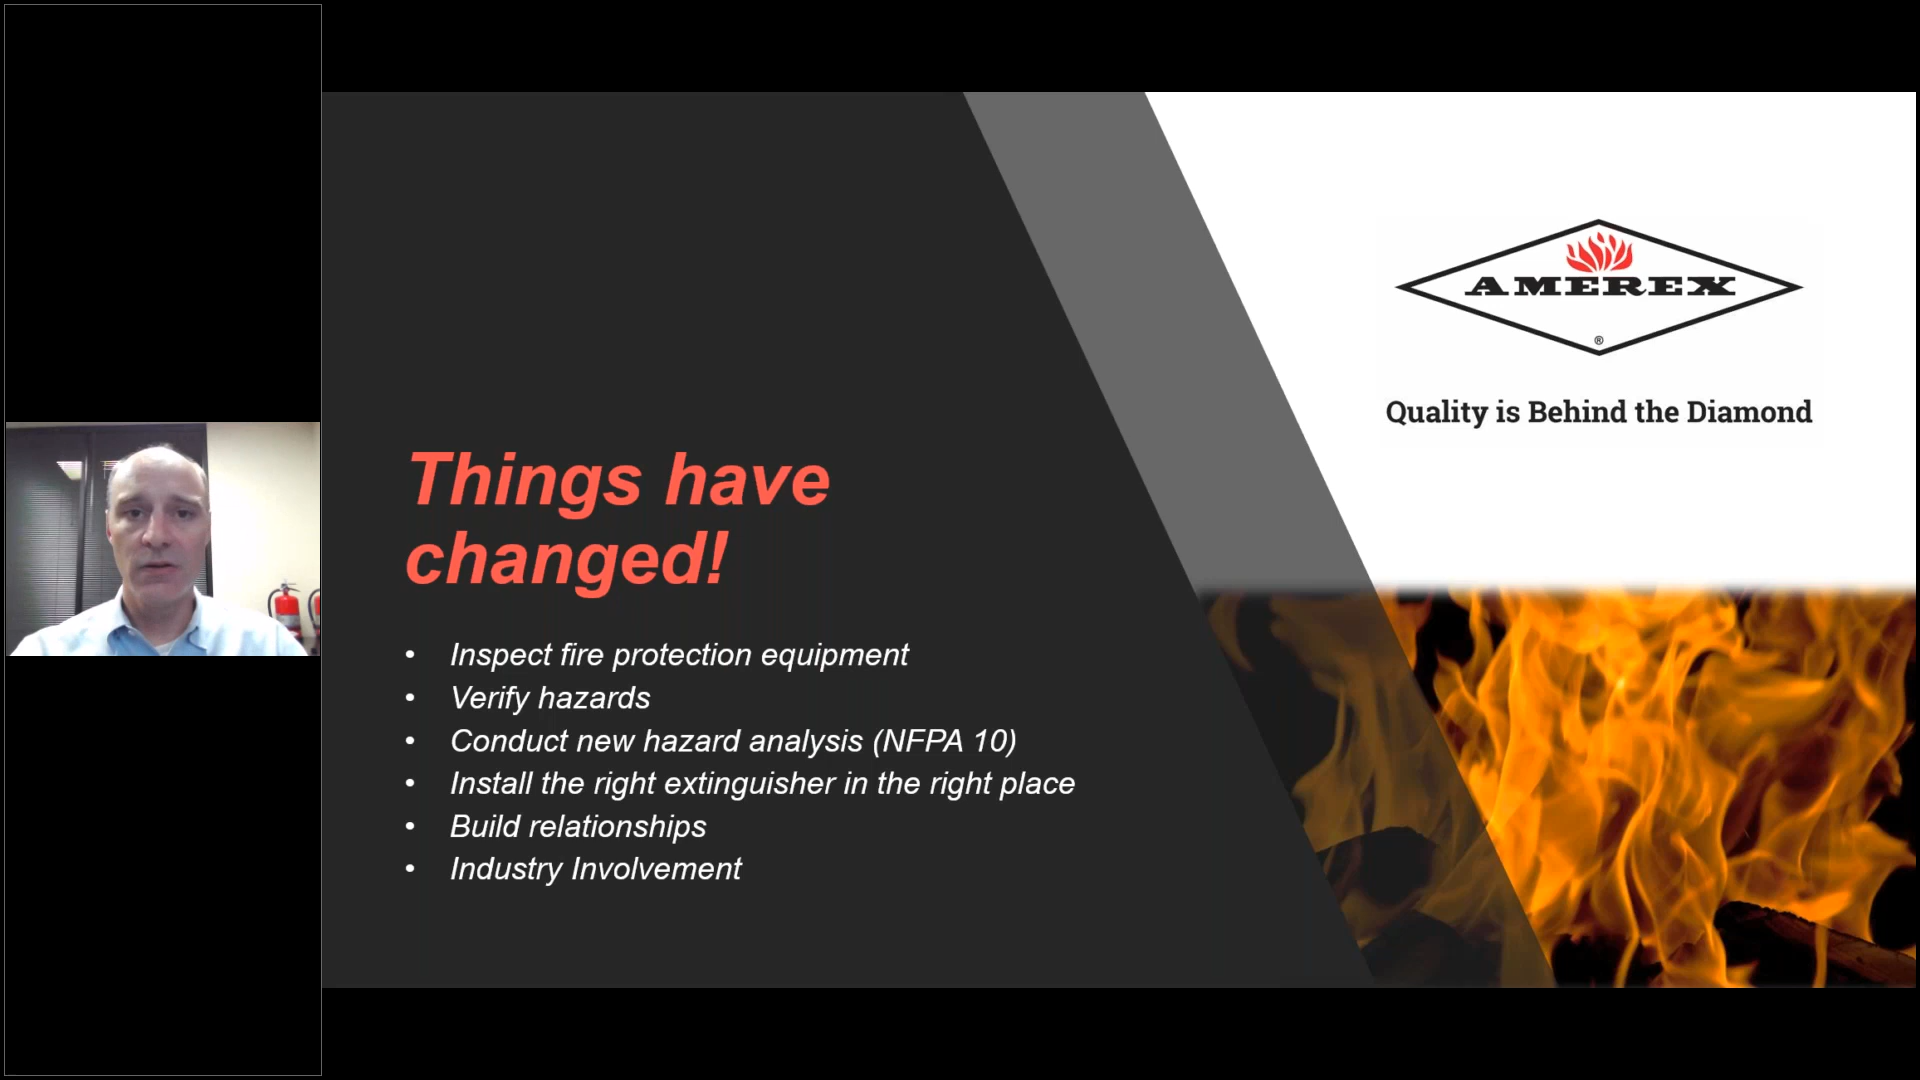 AMEREX
®
Quality is Behind the Diamond
Things have
changed!
• Inspect fire protection equipment
• Verify hazards
• Conduct new hazard analysis (NFPA 10)
• Install the right extinguisher in the right place
• Build relationships
• Industry Involvement